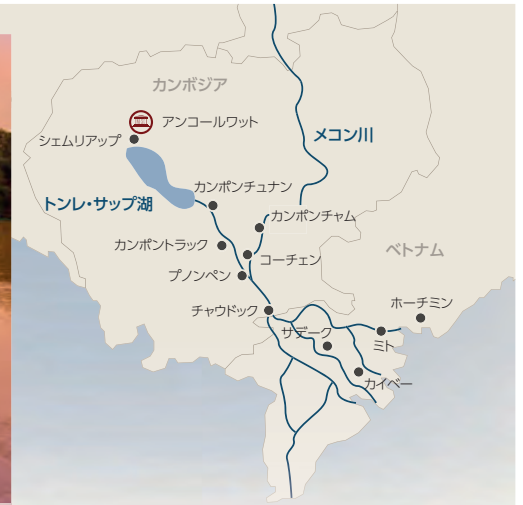 カンボジア
アンコールワット
シェムリアップ
メコン川
カンポンチュナン
トンレ・サップ湖
カンポンチャム
カンポントラック
コーチェン
ベトナム
プノンペン
ホーチミン
チャウドック
サデーク
ミト
カイベー